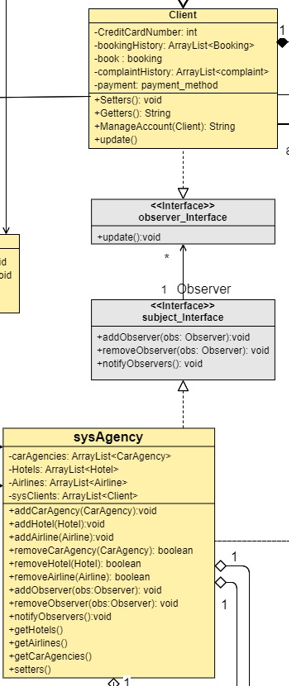 Client
-CreditCardNumber: int
-bookingHistory: ArrayList<Booking>
-book : booking
-complaintHistory: ArrayList<complaint>
-payment: payment_method
+Setters(): void
+Getters(): String
+ManageAccount(Client): String
+update()
1
a
<<Interface>>
observer_Interface
+update():void
*
1 Observer
id
oid
<<Interface>>
subject_Interface
+addObserver(obs: Observer):void
+removeObserver(obs: Observer): void
+notifyObservers(): void
sysAgency
-carAgencies: ArrayList<CarAgency>
-Hotels: ArrayList<Hotel>
-Airlines: ArrayList<Airline>
-sysClients: ArrayList<Client>
+addCarAgency(CarAgency):void
+addHotel(Hotel):void
+addAirline(Airline):void
+removeCarAgency(CarAgency): boolean
+removeHotel(Hotel): boolean
+removeAirline(Airline): boolean
+addObserver(obs:Observer): void
+removeObserver(obs:Observer): void
+notifyObservers():void
+getHotels()
+getAirlines()
+getCarAgencies()
+setters()
1
1
1